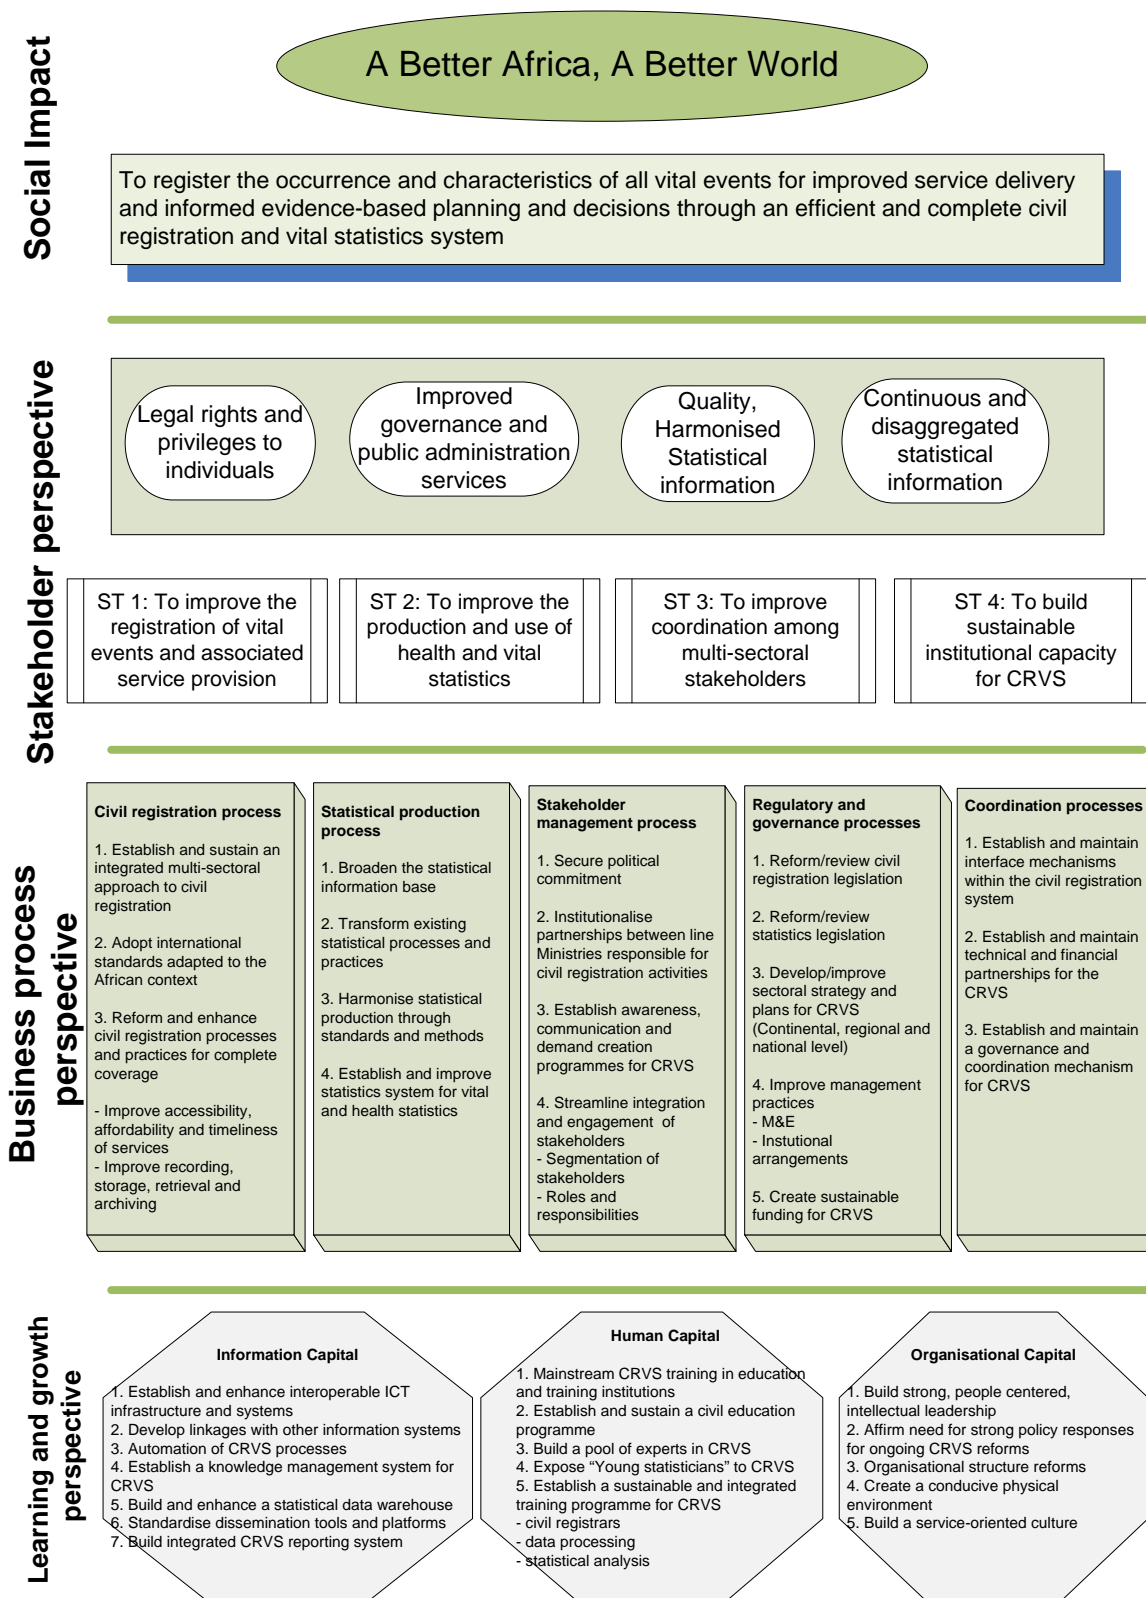 Social Impact
A Better Africa, A Better World
To register the occurrence and characteristics of all vital events for improved service delivery
and informed evidence-based planning and decisions through an efficient and complete civil
registration and vital statistics system
Stakeholder perspective
Legal rights and
privileges to
individuals
Improved
governance and
public administration
services
Quality,
Harmonised
Statistical
information
Continuous and
disaggregated
statistical
information
ST 1: To improve the
registration of vital
events and associated
service provision
ST 2: To improve the
production and use of
health and vital
statistics
ST 3: To improve
coordination among
multi-sectoral
stakeholders
ST 4: To build
sustainable
institutional capacity
for CRVS
Business process
perspective
Civil registration process
1. Establish and sustain an
integrated multi-sectoral
approach to civil
registration
2. Adopt international
standards adapted to the
African context
3. Reform and enhance
civil registration processes
and practices for complete
coverage
- Improve accessibility,
affordability and timeliness
of services
- Improve recording,
storage, retrieval and
archiving
Statistical production
process
1. Broaden the statistical
information base
2. Transform existing
statistical processes and
practices
3. Harmonise statistical
production through
standards and methods
4. Establish and improve
statistics system for vital
and health statistics
Stakeholder
management process
1. Secure political
commitment
2. Institutionalise
partnerships between line
Ministries responsible for
civil registration activities
3. Establish awareness,
communication and
demand creation
programmes for CRVS
4. Streamline integration
and engagement of
stakeholders
- Segmentation of
stakeholders
- Roles and
responsibilities
Regulatory and
governance processes
1. Reform/review civil
registration legislation
2. Reform/review
statistics legislation
3. Develop/improve
sectoral strategy and
plans for CRVS
(Continental, regional and
national level)
4. Improve management
practices
- M&E
- Instutional
arrangements
5. Create sustainable
funding for CRVS
Coordination processes
1. Establish and maintain
interface mechanisms
within the civil registration
system
2. Establish and maintain
technical and financial
partnerships for the
CRVS
3. Establish and maintain
a governance and
coordination mechanism
for CRVS
Learning and growth
perspective
Information Capital
1. Establish and enhance interoperable ICT
infrastructure and systems
2. Develop linkages with other information systems
3. Automation of CRVS processes
4. Establish a knowledge management system for
CRVS
5. Build and enhance a statistical data warehouse
6. Standardise dissemination tools and platforms
7. Build integrated CRVS reporting system
Human Capital
1. Mainstream CRVS training in education
and training institutions
2. Establish and sustain a civil education
programme
3. Build a pool of experts in CRVS
4. Expose “Young statisticians” to CRVS
5. Establish a sustainable and integrated
training programme for CRVS
- civil registrars
- data processing
- statistical analysis
Organisational Capital
1. Build strong, people centered,
intellectual leadership
2. Affirm need for strong policy responses
for ongoing CRVS reforms
3. Organisational structure reforms
4. Create a conducive physical
environment
5. Build a service-oriented culture